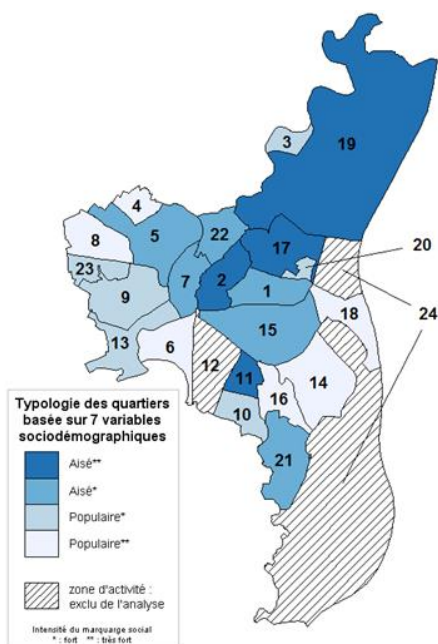 3
19
4
5
22
17
20
8
2
23
7
1
24
9
18
15
13
6
12
11
14
16
10
21
Typologie des quartiers
basée sur 7 variables
sociodémographiques
Aisé**
Aisé*
Populaire*
Populaire**
zone d'activité :
exclu de l'analyse
Intensité du marquarge social
* : fort ** : très fort